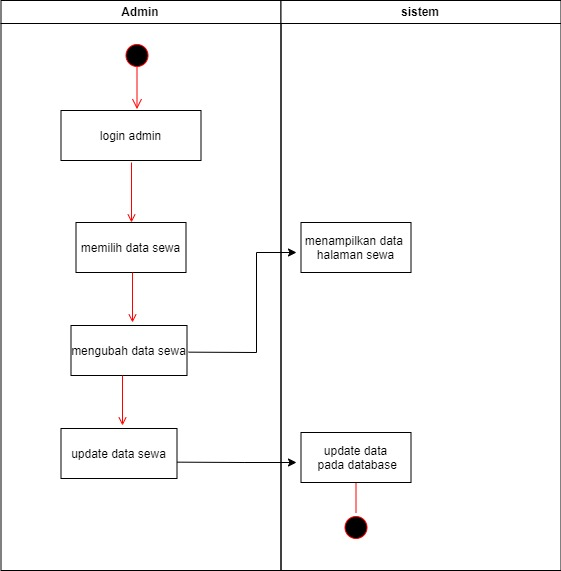 Admin
sistem
login admin
memilih data sewa
menampilkan data
halaman sewa
mengubah data sewa
update data sewa
update data
pada database